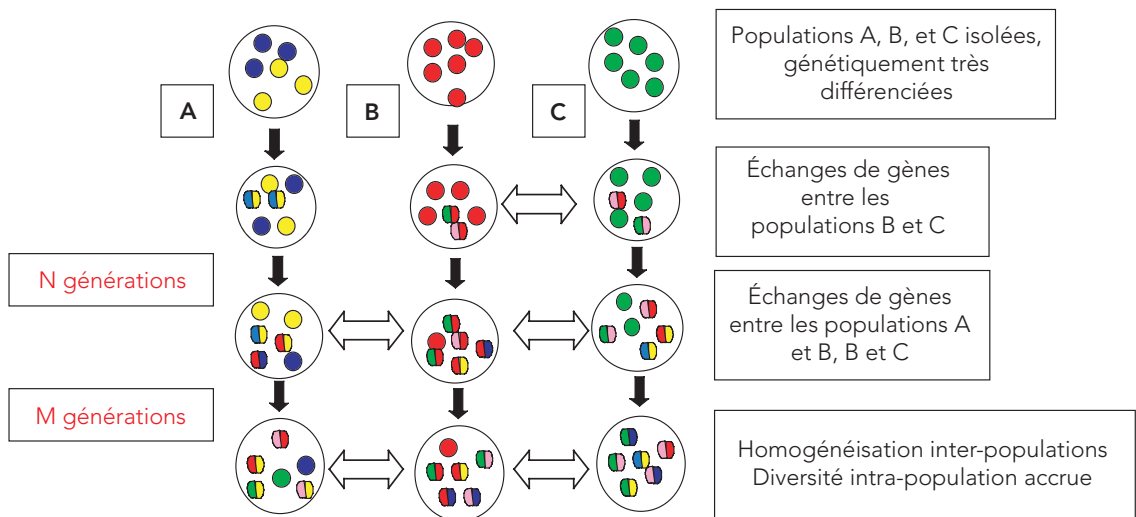 Populations A, B, et C isolées,
génétiquement très
différenciées
A
B
C
Échanges de gènes
entre les
populations B et C
N générations
Échanges de gènes
entre les populations A
et B, B et C
M générations
Homogénéisation inter-populations
Diversité intra-population accrue